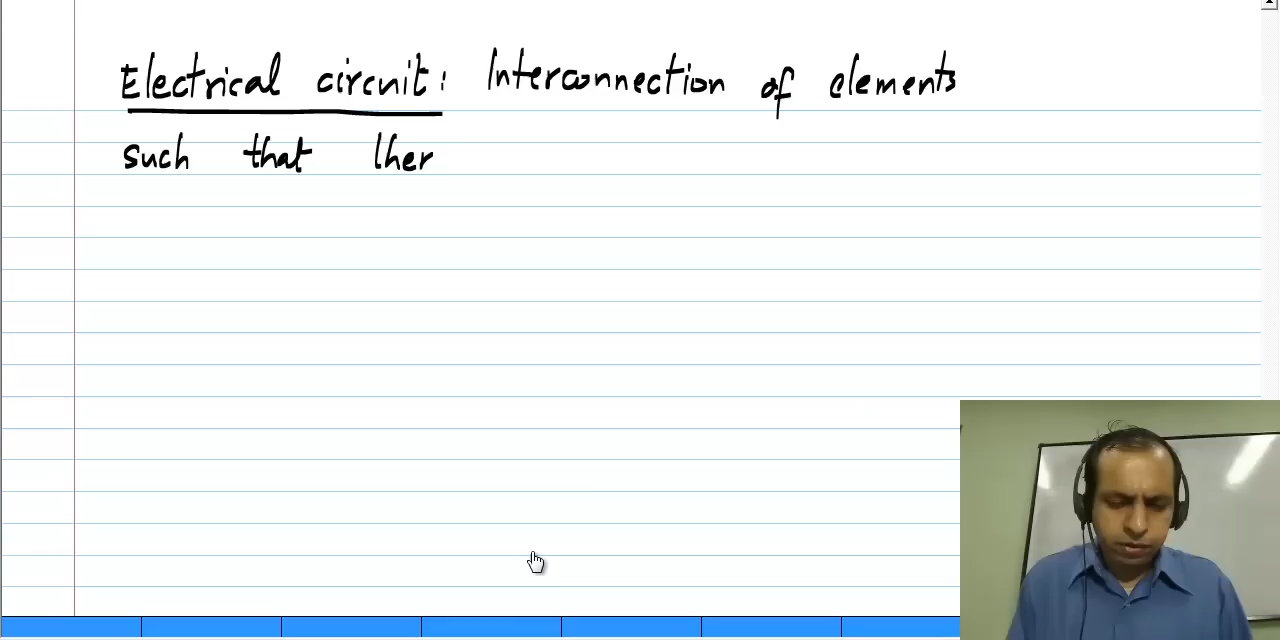 Electrical circuit: Interconnection of elements
such that ther